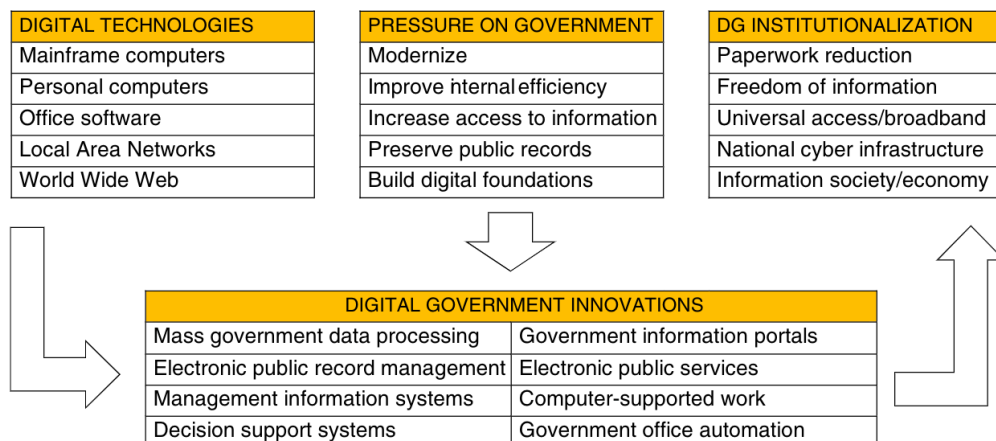 DIGITAL TECHNOLOGIES
Mainframe computers
Personal computers
Office software
Local Area Networks
World Wide Web
PRESSURE ON GOVERNMENT
Modernize
Improve hternal efficiency
Increase access to information
Preserve public records
Build digital foundations
DG INSTITUTIONALIZATION
Paperwork reduction
Freedom of information
Universal access/broadband
National cyber infrastructure
Information society/economy
DIGITAL GOVERNMENT INNOVATIONS
Mass government data processing
Government information portals
Electronic public record management
Electronic public services
Management information systems
Computer-supported work
Decision support systems
Government office automation